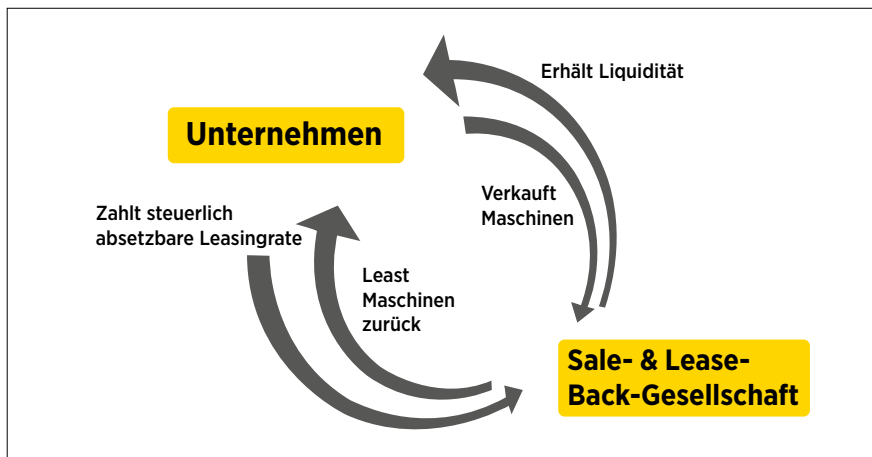 Erhält Liquidität
Unternehmen
Verkauft
Maschinen
Zahlt steuerlich
absetzbare Leasingrate
Least
Maschinen
zurück
Sale- & Lease-
Back-Gesellschaft